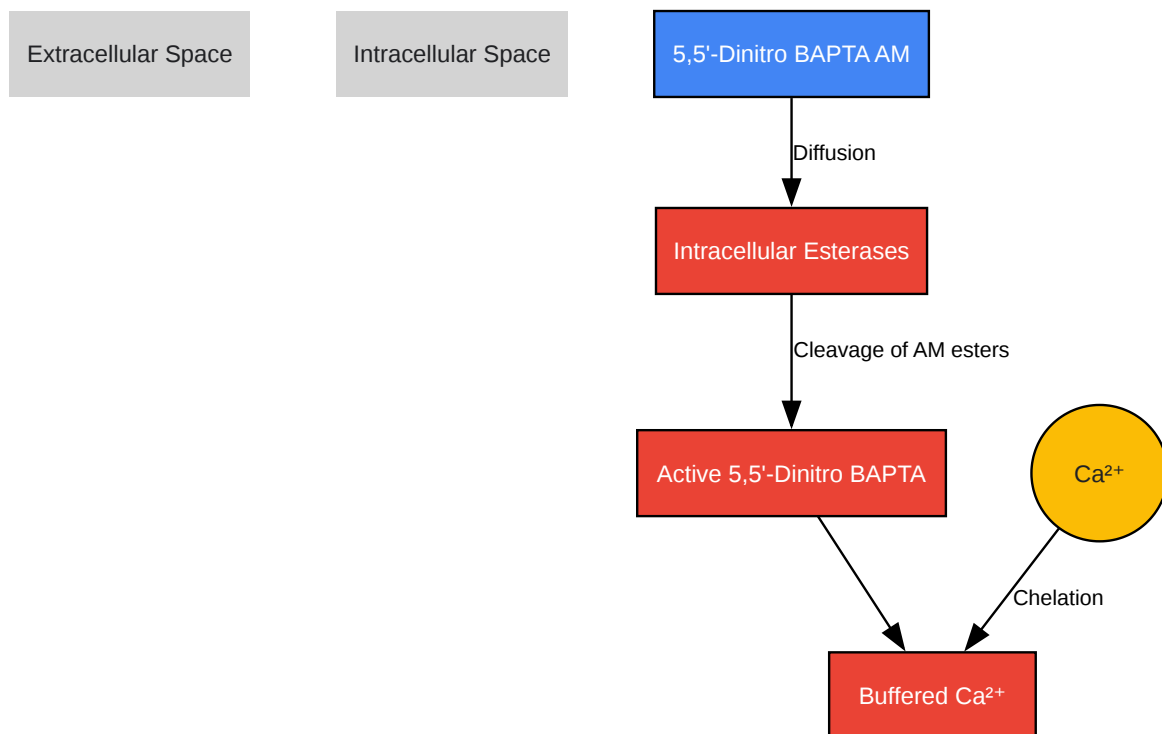 Extracellular Space
Intracellular Space
5,5'-Dinitro BAPTA AM
Diffusion
Intracellular Esterases
Cleavage of AM esters
Active 5,5'-Dinitro BAPTA
Ca²⁺
Chelation
Buffered Ca²⁺